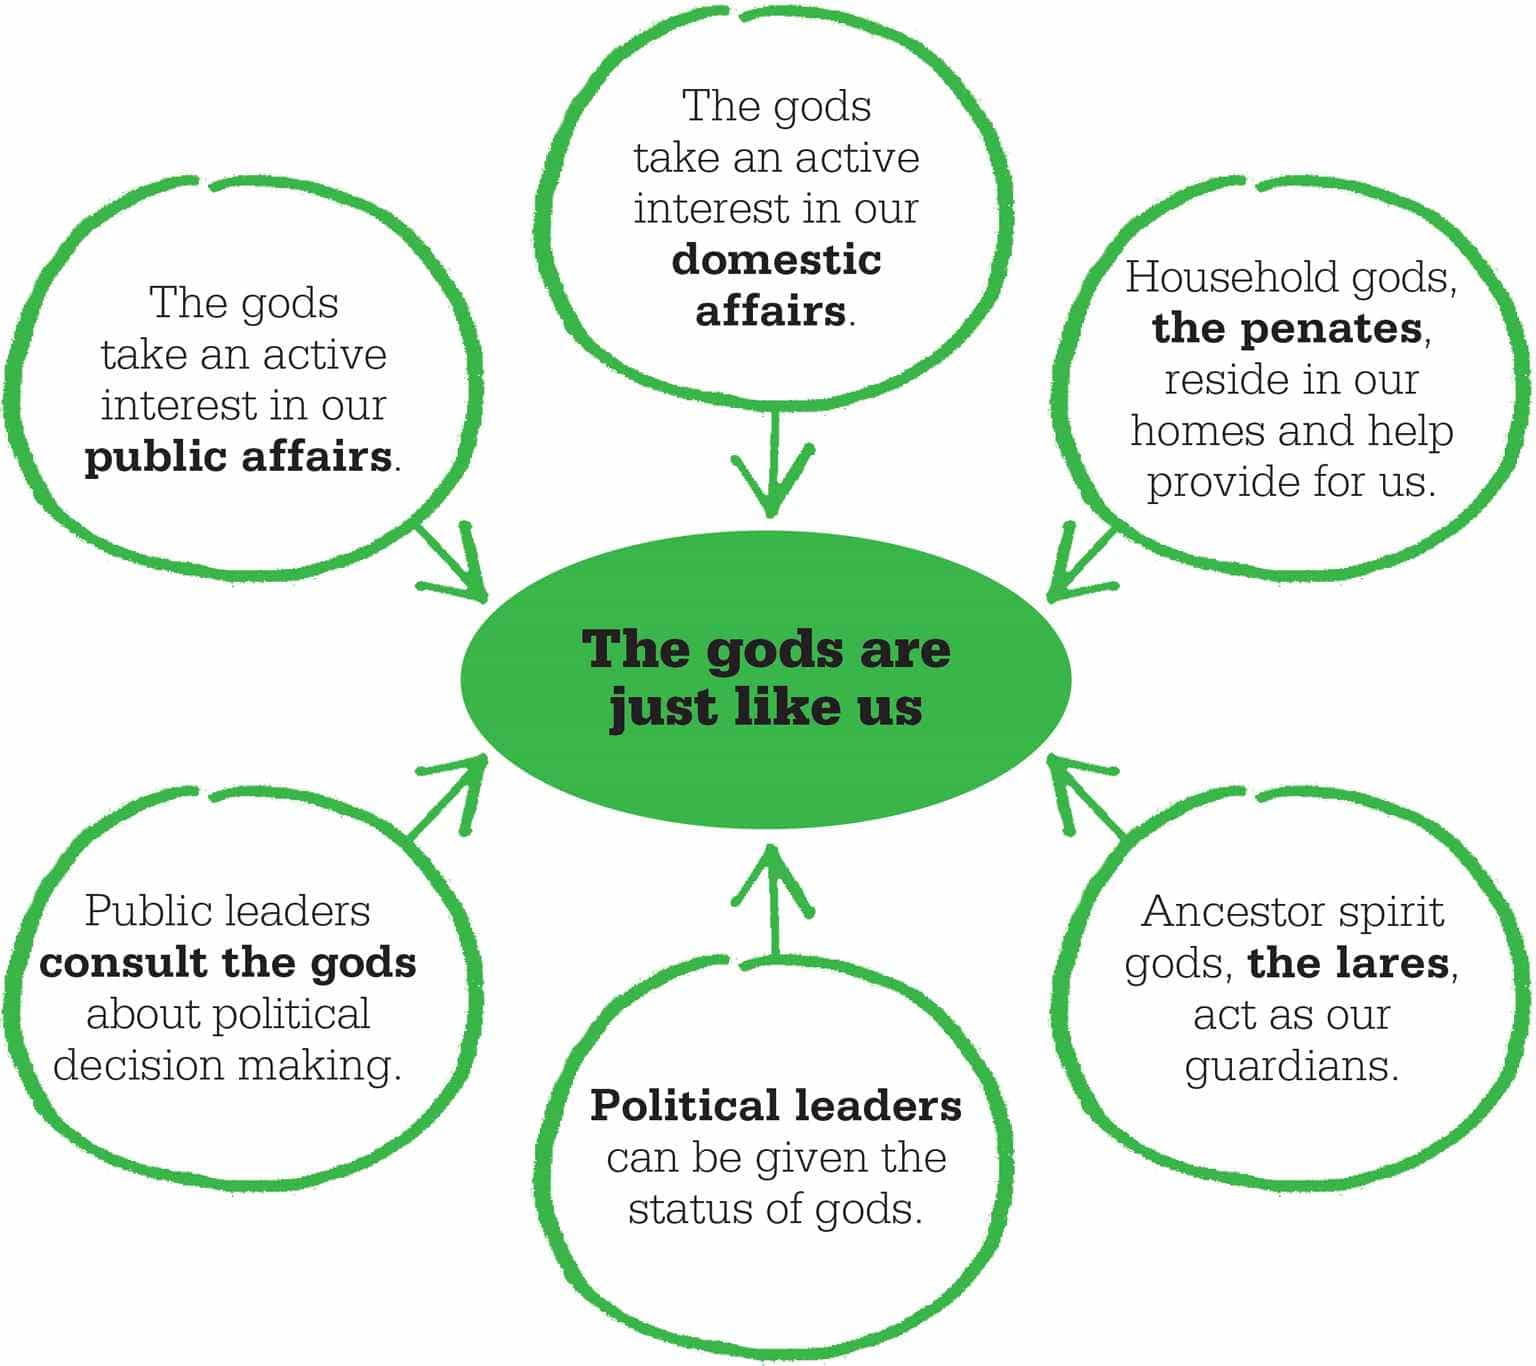 The gods
take an active
interest in our
domestic
affairs.
The gods
take an active
interest in our
public affairs.
Household gods,
the penates,
reside in our
homes and help
provide for us.
The gods are
just like us
Public leaders
consult the gods
about political
decision making.
Political leaders
can be given the
status of gods.
Ancestor spirit
gods, the lares,
act as our
guardians.